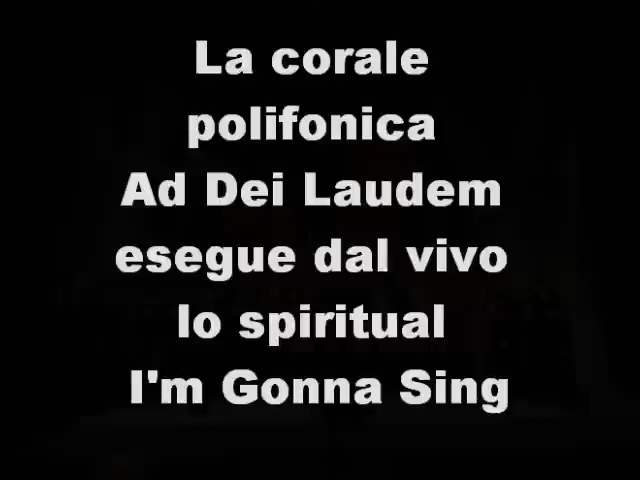 La corale
polifonica
Ad Dei Laudem
esegue dal vivo
lo spiritual
I'm Gonna Sing